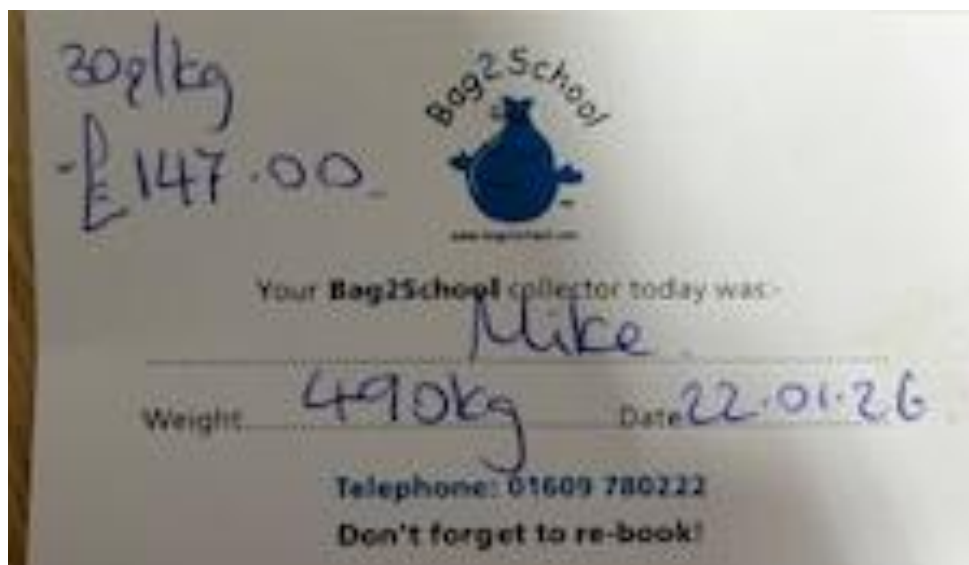 30p/kg
£147.00
Bag2School
Your Bag2School collector today was:-
Mike
Weight 490kg Date 22.01.26
Telephone: 01609 780222
Don't forget to re-book!